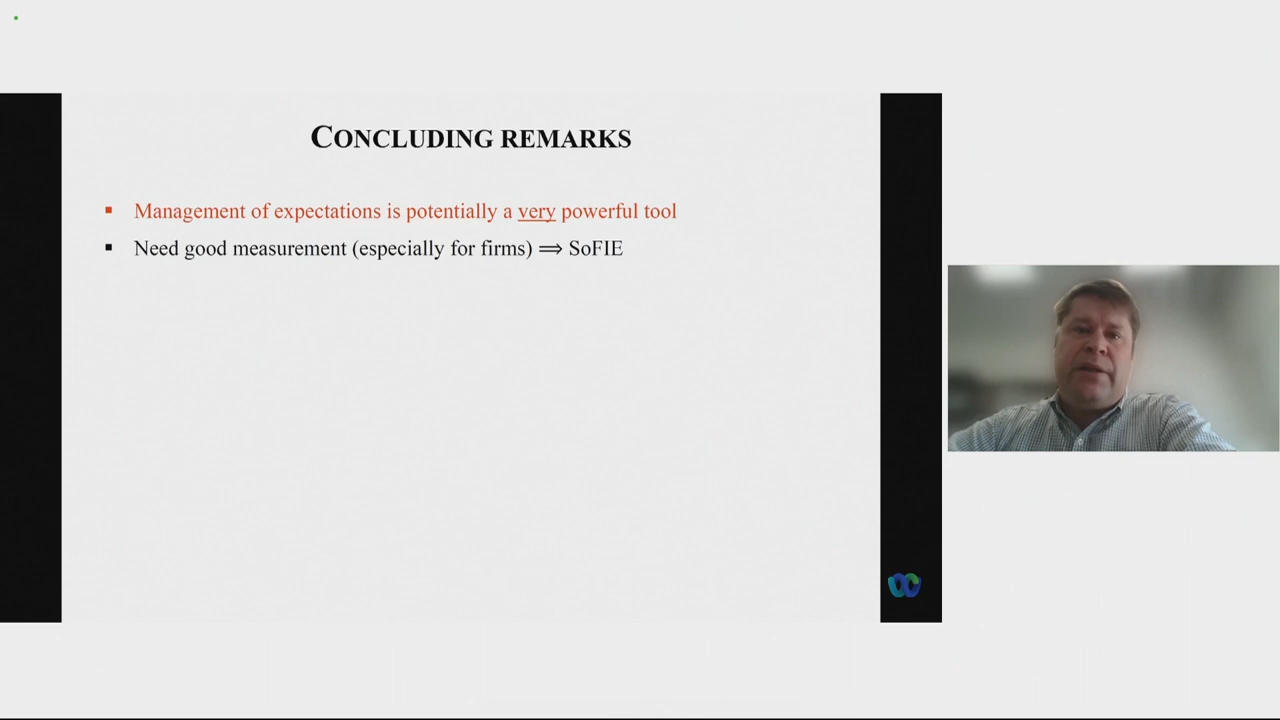 CONCLUDING REMARKS
▪ Management of expectations is potentially a very powerful tool
▪ Need good measurement (especially for firms) ⟹ SoFIE